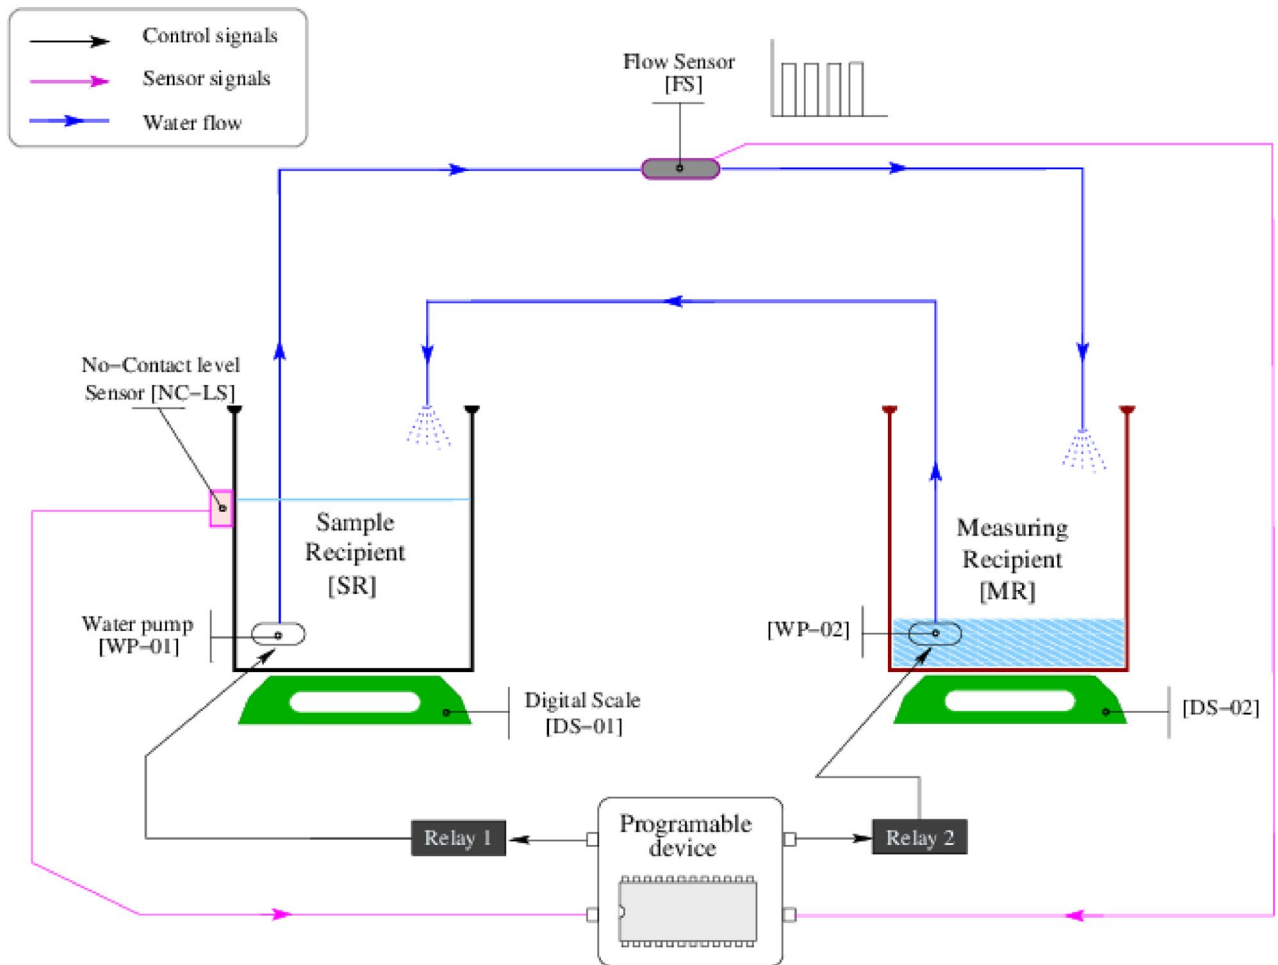 Control signals
Sensor signals
Water flow
Flow Sensor
[FS]
No-Contact level
Sensor [NC-LS]
Sample
Recipient
[SR]
Measuring
Recipient
[MR]
Water pump
[WP-01]
[WP-02]
Digital Scale
[DS-01]
[DS-02]
Relay 1
Programable
device
Relay 2